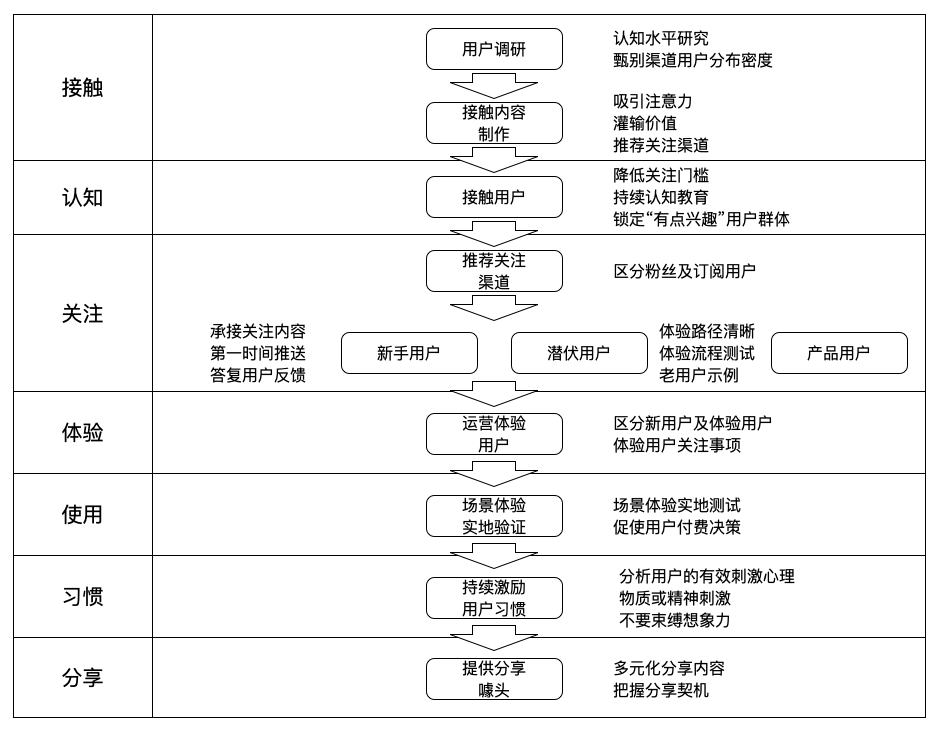 接触
用户调研
认知水平研究
甄别渠道用户分布密度
接触内容
制作
吸引注意力
灌输价值
推荐关注渠道
认知
接触用户
降低关注门槛
持续认知教育
锁定“有点兴趣”用户群体
关注
推荐关注
渠道
区分粉丝及订阅用户
承接关注内容
第一时间推送
答复用户反馈
新手用户
潜伏用户
体验路径清晰
体验流程测试
老用户示例
产品用户
体验
运营体验
用户
区分新用户及体验用户
体验用户关注事项
使用
场景体验
实地验证
场景体验实地测试
促使用户付费决策
习惯
持续激励
用户习惯
分析用户的有效刺激心理
物质或精神刺激
不要束缚想象力
分享
提供分享
噱头
多元化分享内容
把握分享契机